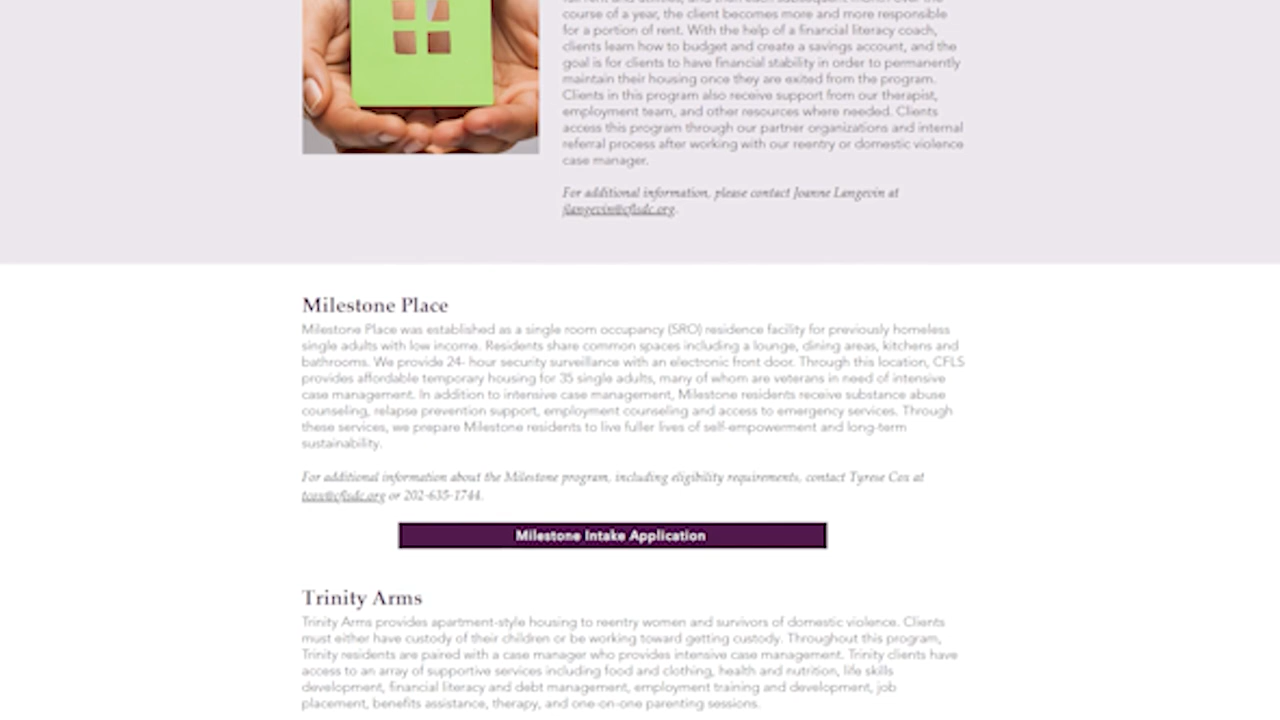 course of a year, the client becomes more and more responsible
for a portion of rent. With the help of a financial literacy coach,
clients learn how to budget and create a savings account, and the
goal is for clients to have financial stability in order to permanently
maintain their housing once they are exited from the program.
Clients in this program also receive support from our therapist,
employment team, and other resources where needed. Clients
access this program through our partner organizations and internal
referral process after working with our reentry or domestic violence
case manager.
For additional information, please contact Joanne Langevin at
jlangevin@cflsdc.org.
Milestone Place
Milestone Place was established as a single room occupancy (SRO) residence facility for previously homeless
single adults with low income. Residents share common spaces including a lounge, dining areas, kitchens and
bathrooms. We provide 24- hour security surveillance with an electronic front door. Through this location, CFLS
provides affordable temporary housing for 35 single adults, many of whom are veterans in need of intensive
case management. In addition to intensive case management, Milestone residents receive substance abuse
counseling, relapse prevention support, employment counseling and access to emergency services. Through
these services, we prepare Milestone residents to live fuller lives of self-empowerment and long-term
sustainability.
For additional information about the Milestone program, including eligibility requirements, contact Tyrese Cox at
tcox@cflsdc.org or 202-635-1744.
Milestone Intake Application
Trinity Arms
Trinity Arms provides apartment-style housing to reentry women and survivors of domestic violence. Clients
must either have custody of their children or be working toward getting custody. Throughout this program,
Trinity residents are paired with a case manager who provides intensive case management. Trinity clients have
access to an array of supportive services including food and clothing, health and nutrition, life skills
development, financial literacy and debt management, employment training and development, job
placement, benefits assistance, therapy, and one-on-one parenting sessions.